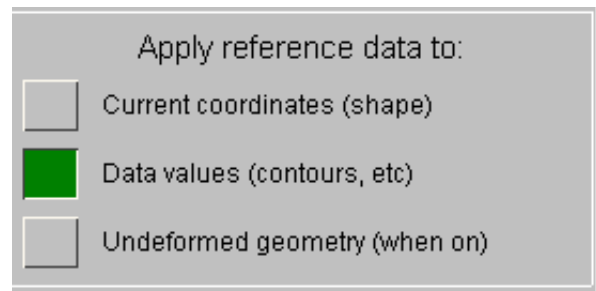 Apply reference data to:
Current coordinates (shape)
Data values (contours, etc)
Undeformed geometry (when on)